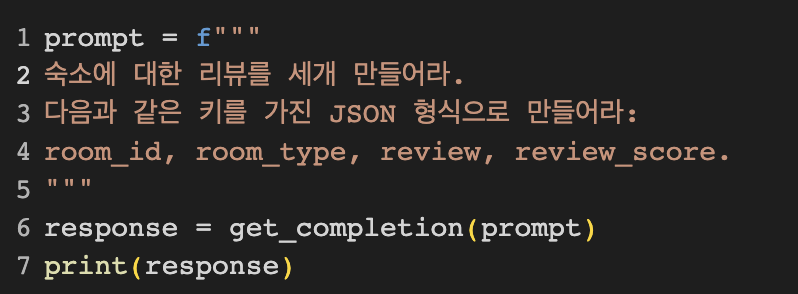 1 prompt = f"""
2 숙소에 대한 리뷰를 세개 만들어라.
3 다음과 같은 키를 가진 JSON 형식으로 만들어라:
4 room_id, room_type, review, review_score.
5 """
6 response = get_completion(prompt)
7 print(response)